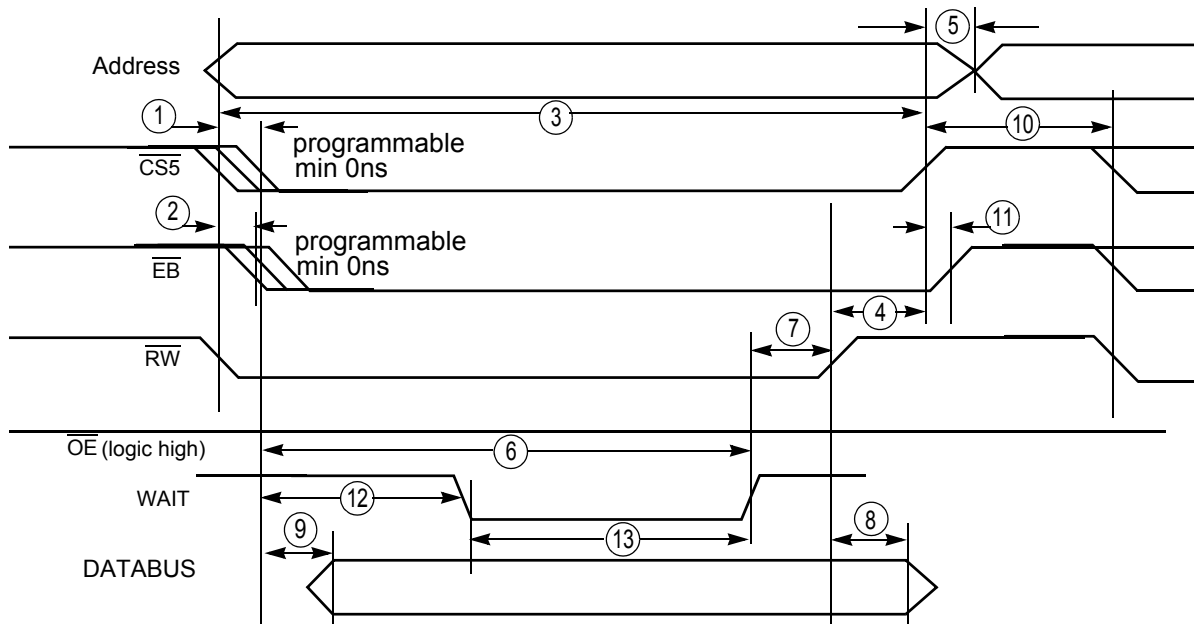 5
Address
1
3
10
programmable
min 0ns
CS5
2
11
programmable
min 0ns
EB
4
7
RW
OE (logic high)
6
WAIT
12
13
8
9
DATABUS